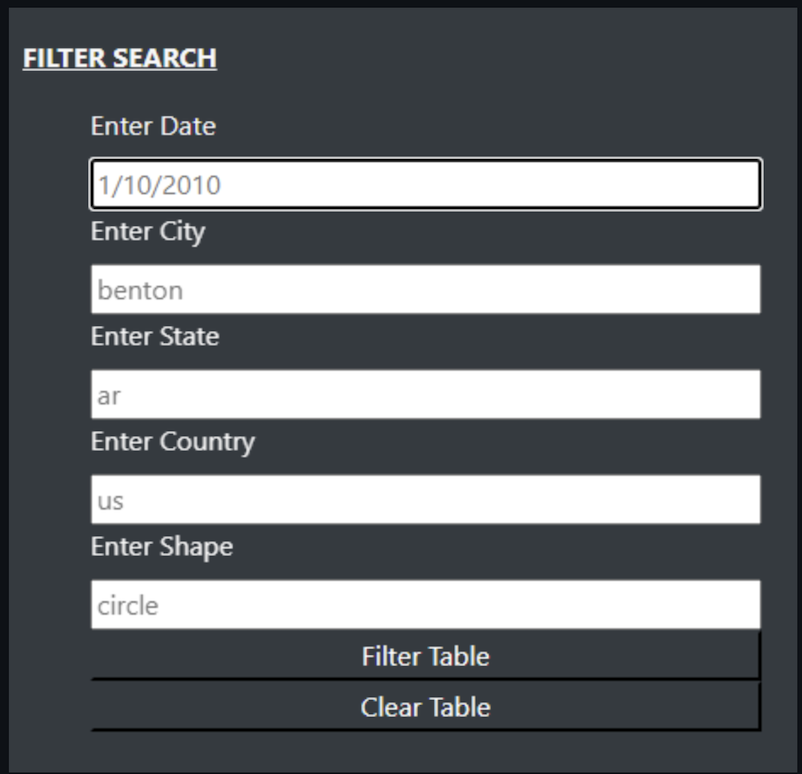 FILTER SEARCH
Enter Date
1/10/2010
Enter City
benton
Enter State
ar
Enter Country
us
Enter Shape
circle
Filter Table
Clear Table